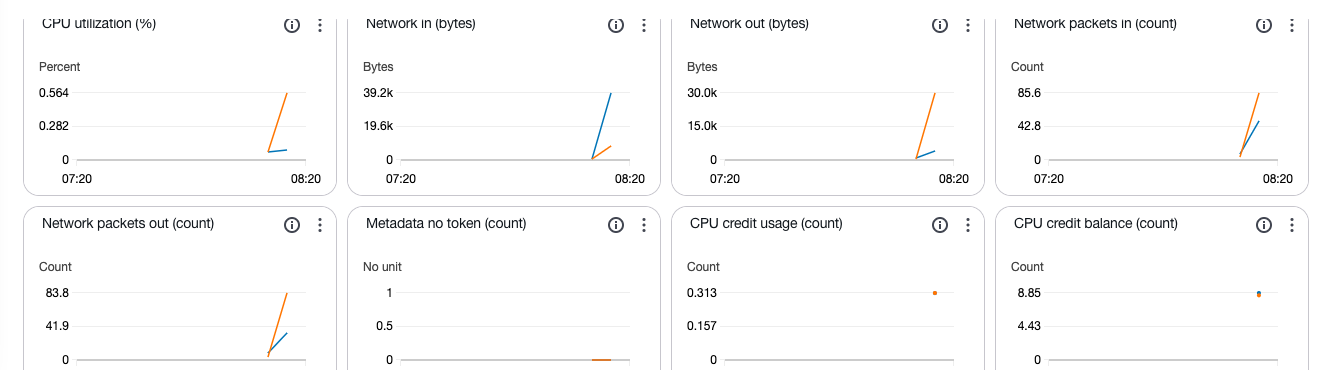 CPU utilization (%)
Network in (bytes)
Network out (bytes)
Network packets in (count)
Percent
Bytes
Bytes
Count
0.564
39.2k
30.0k
85.6
0.282
19.6k
15.0k
42.8
0
0
0
0
07:20
08:20
07:20
08:20
07:20
08:20
07:20
08:20
Network packets out (count)
Metadata no token (count)
CPU credit usage (count)
CPU credit balance (count)
Count
No unit
Count
Count
83.8
1
0.313
8.85
41.9
0.5
0.157
4.43
0
0
0
0